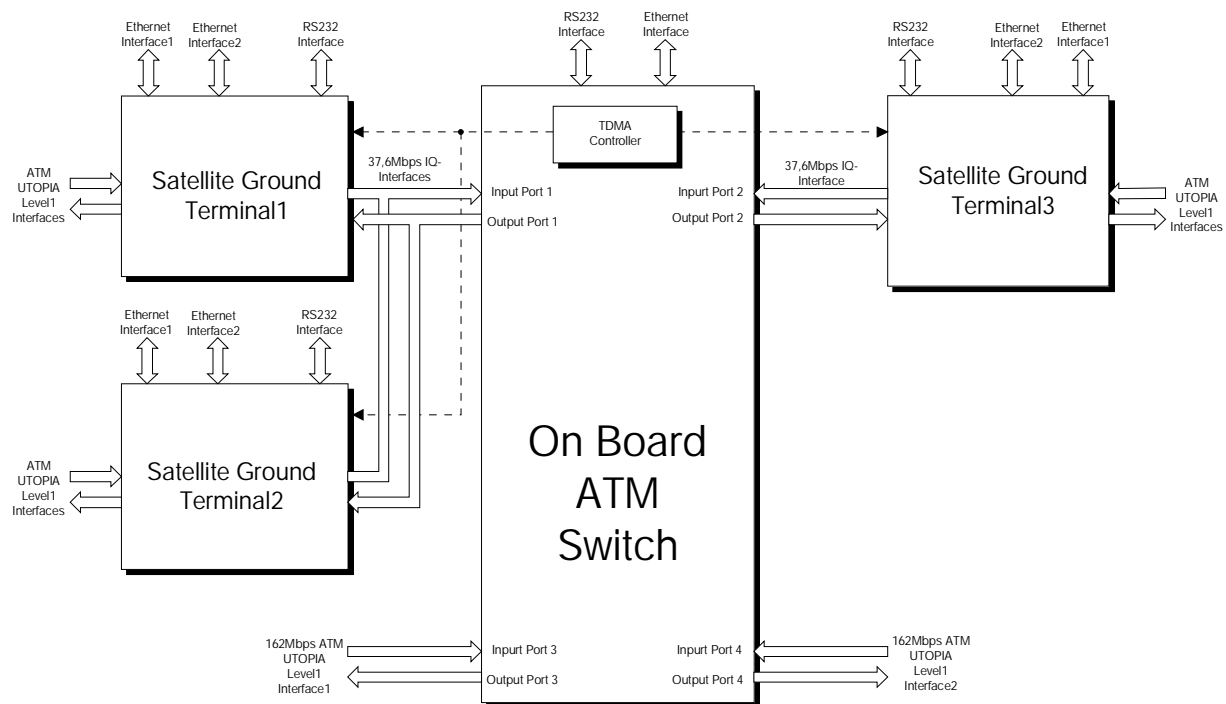 Ethernet
Interface1
Ethernet
Interface2
RS232
Interface
RS232
Interface
Ethernet
Interface
RS232
Interface
Ethernet
Interface2
Ethernet
Interface1
TDMA
Controller
ATM
UTOPIA
Level1
Interfaces
Satellite Ground
Terminal1
37,6Mbps IQ-
Interfaces
Input Port 1
Output Port 1
Inpurt Port 2
Output Port 2
37,6Mbps IQ-
Interface
Satellite Ground
Terminal3
ATM
UTOPIA
Level1
Interfaces
Ethernet
Interface1
Ethernet
Interface2
RS232
Interface
ATM
UTOPIA
Level1
Interfaces
Satellite Ground
Terminal2
On Board
ATM
Switch
162Mbps ATM
UTOPIA
Level1
Interface1
Inpurt Port 3
Output Port 3
Inpurt Port 4
Output Port 4
162Mbps ATM
UTOPIA
Level1
Interface2